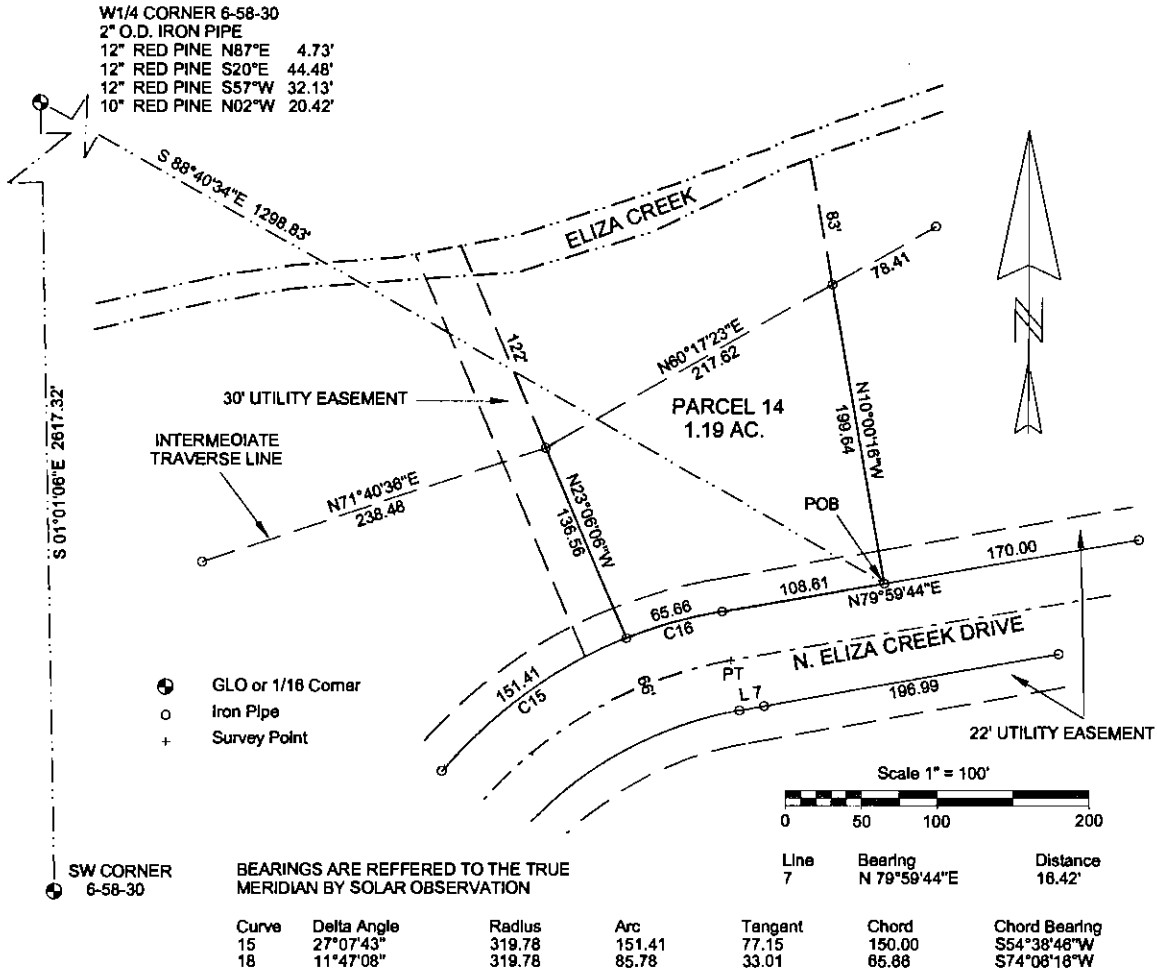 W1/4 CORNER 6-58-30
2" O.D. IRON PIPE
12" RED PINE N87°E 4.73'
12" RED PINE S20°E 44.48'
12" RED PINE S57°W 32.13'
10" RED PINE N02°W 20.42'
S 88°40'34"E 1298.83'
ELIZA CREEK
83'
78.41
122'
N60°17'23"E
217.62
30' UTILITY EASEMENT
PARCEL 14
1.19 AC.
N10°00'16"W
199.64
INTERMEOIATE
TRAVERSE LINE
N71°40'36"E
238.46
N23°06'06"W
136.56
S 01°01'06"E 2617.32'
POB
170.00
108.61
N79°59'44"E
65.66
C16
N. ELIZA CREEK DRIVE
PT
66'
151.41
C15
L 7
196.99
22' UTILITY EASEMENT
GLO or 1/16 Comer
Iron Pipe
Survey Point
N
Scale 1" = 100'
0 50 100 200
SW CORNER
6-58-30
BEARINGS ARE REFFERED TO THE TRUE
MERIDIAN BY SOLAR OBSERVATION
Line Bearing Distance
7 N 79°59'44"E 16.42'
Curve Delta Angle Radius Arc Tangant Chord Chord Bearing
15 27°07'43" 319.78 151.41 77.15 150.00 S54°38'46"W
18 11°47'08" 319.78 85.78 33.01 65.66 S74°06'16"W